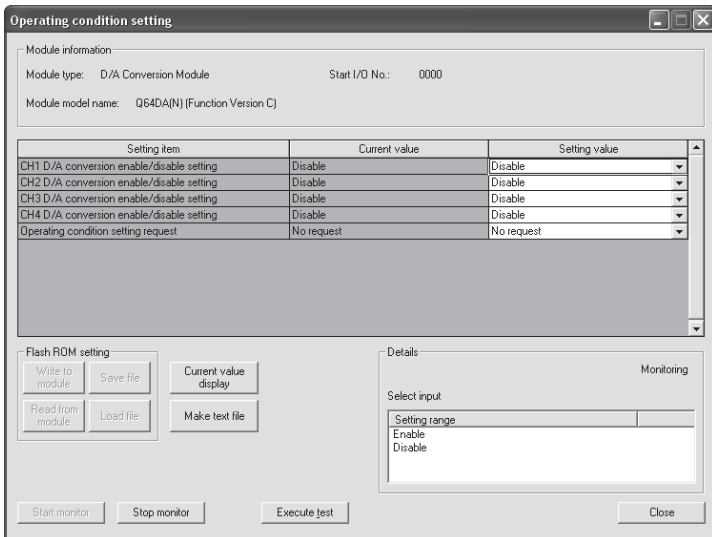 Operating condition setting
Module information
Module type: D/A Conversion Module Start I/O No.: 0000
Module model name: Q64DA(N) (Function Version C)
Setting item Current value Setting value
CH1 D/A conversion enable/disable setting Disable Disable
CH2 D/A conversion enable/disable setting Disable Disable
CH3 D/A conversion enable/disable setting Disable Disable
CH4 D/A conversion enable/disable setting Disable Disable
Operating condition setting request No request No request
Flash ROM setting
Write to
module
Save file
Read from
module
Load file
Current value
display
Make text file
Details
Monitoring
Select input
Setting range
Enable
Disable
Start monitor Stop monitor Execute test Close